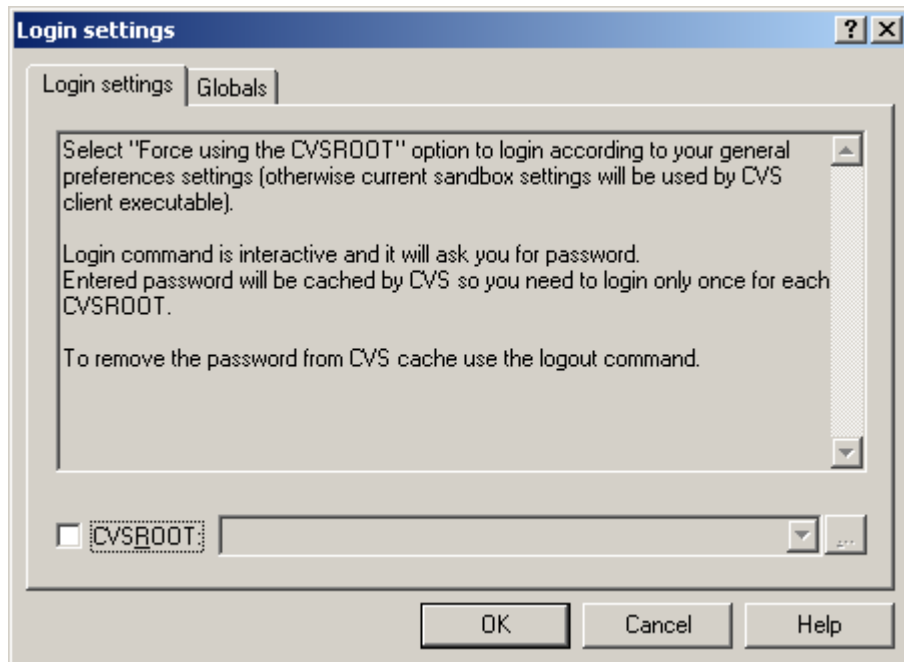 Login settings
Login settings
Globals
Select "Force using the CVSROOT" option to login according to your general
preferences settings (otherwise current sandbox settings will be used by CVS
client executable).
Login command is interactive and it will ask you for password.
Entered password will be cached by CVS so you need to login only once for each
CVSROOT.
To remove the password from CVS cache use the logout command.
CVSROOT:
...
OK
Cancel
Help